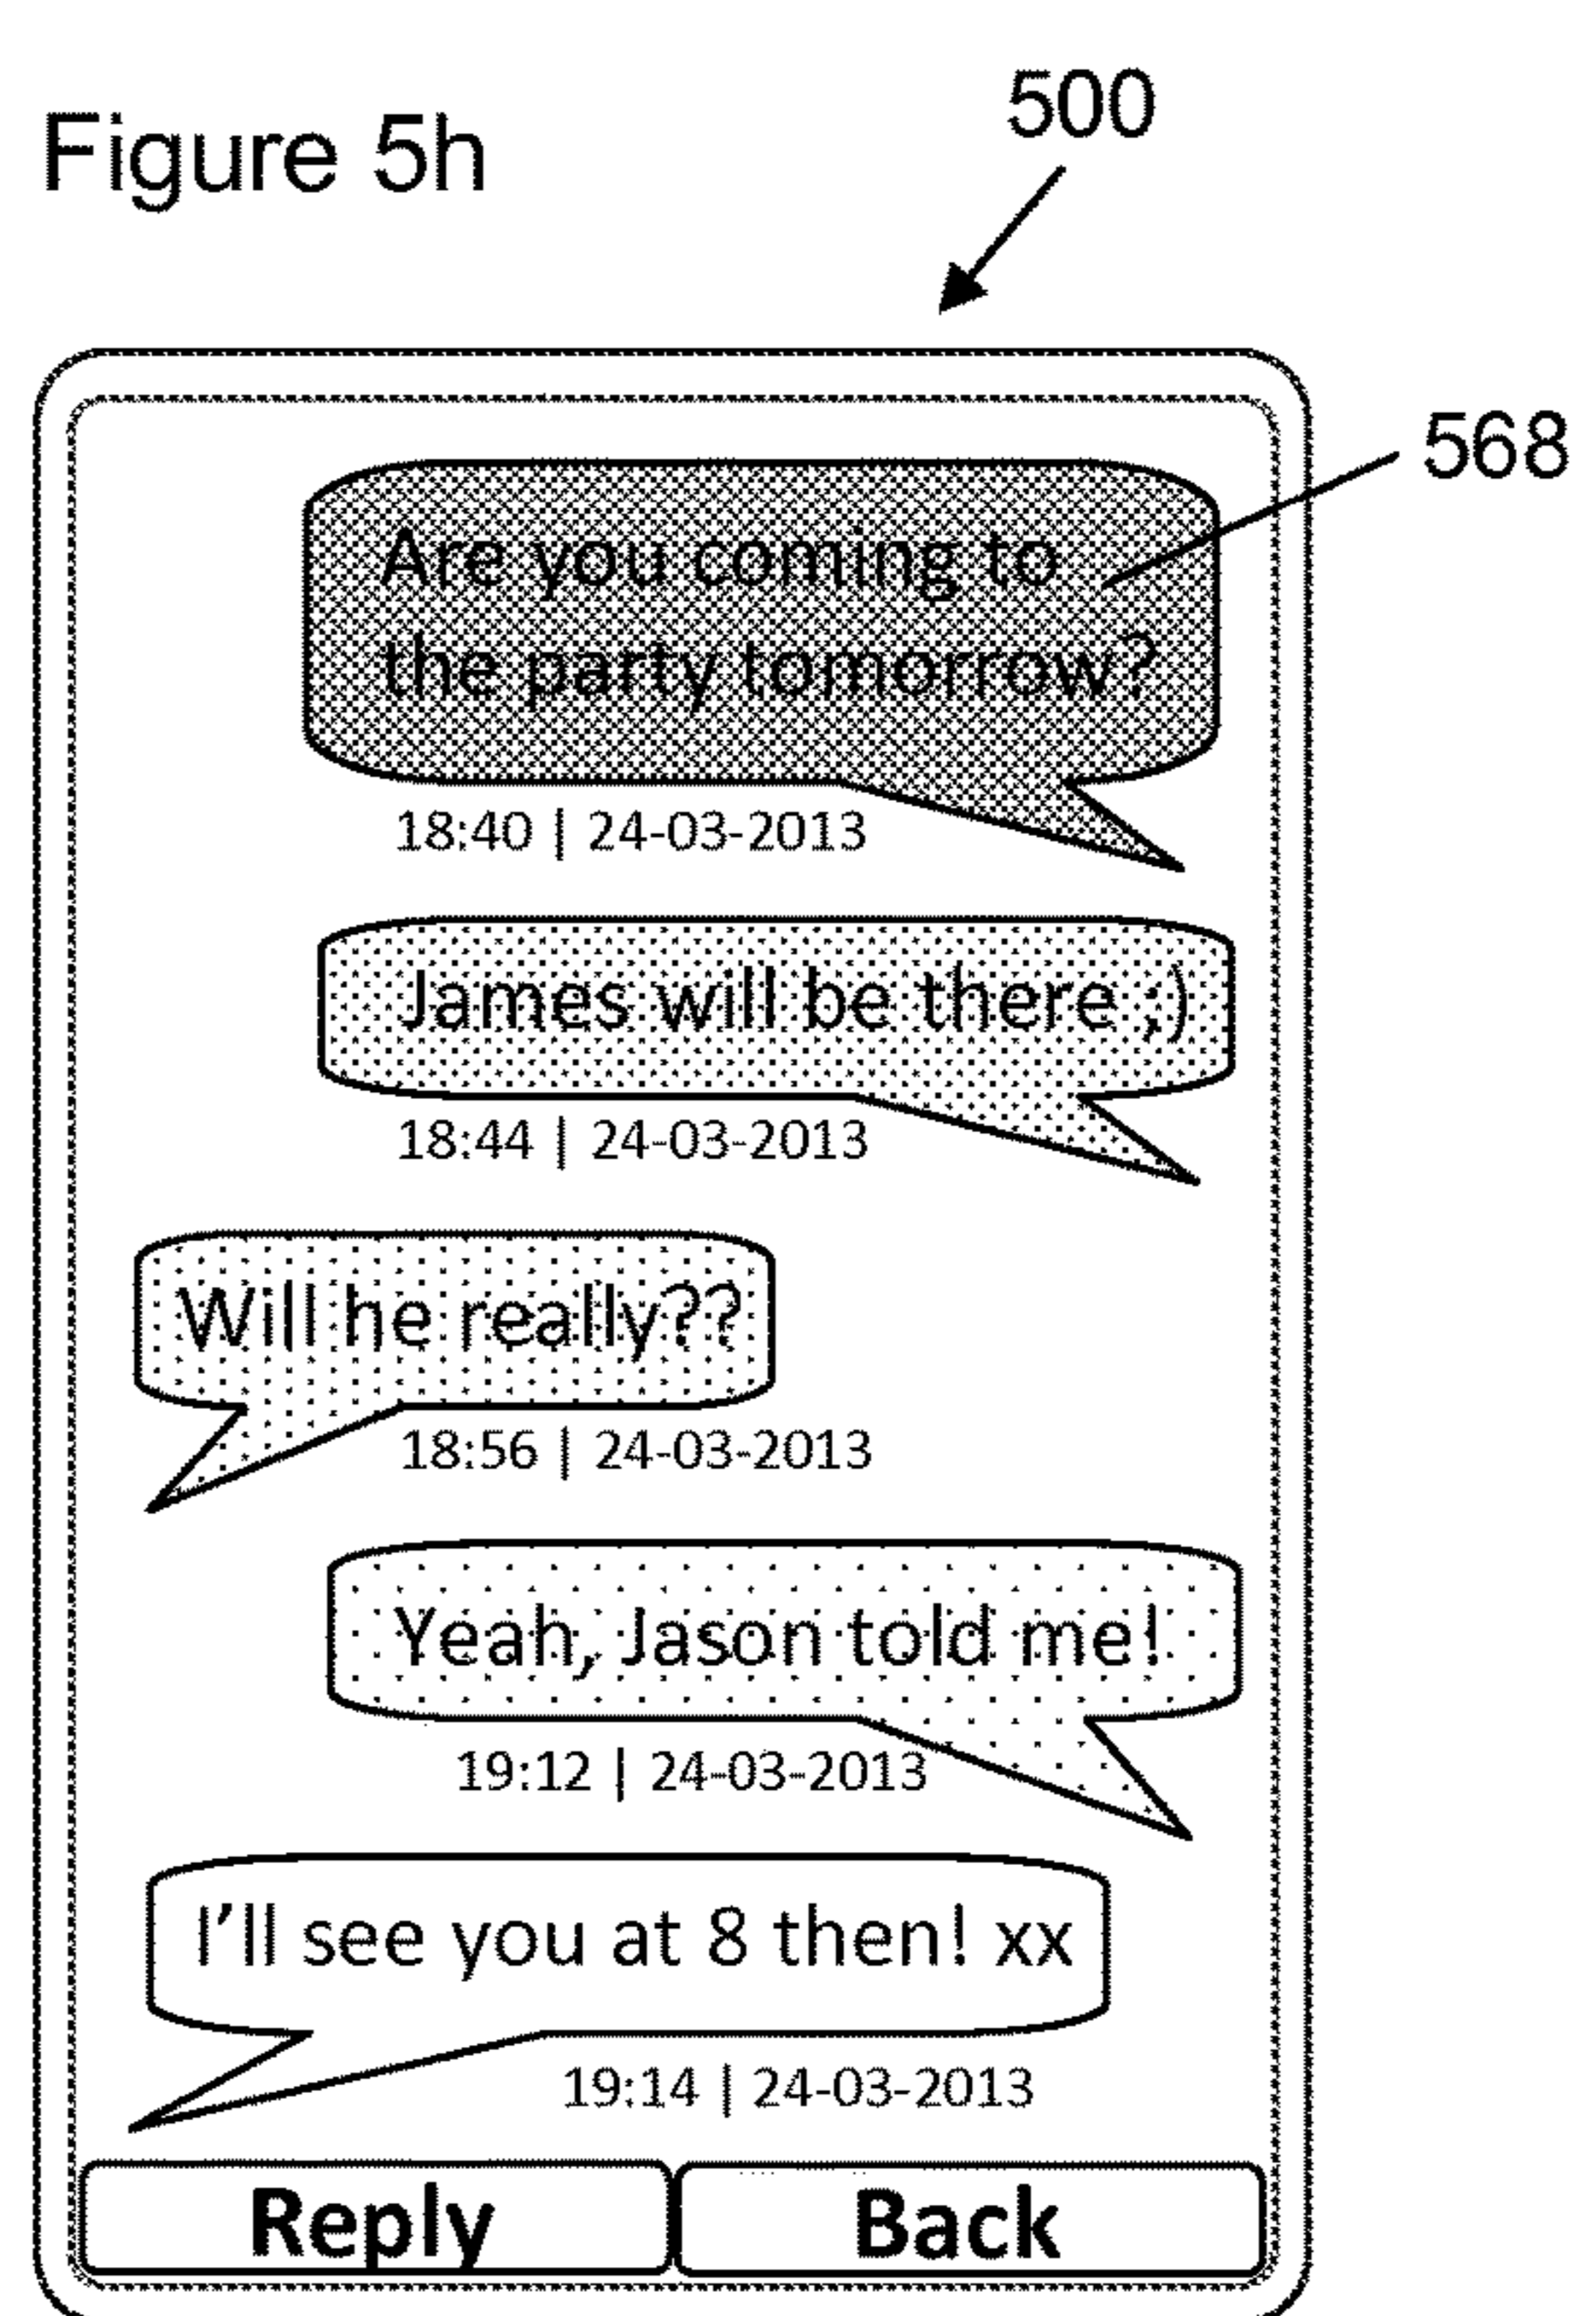 Figure 5h
500
568
Are you coming to
the party tomorrow?
18:40 | 24-03-2013
James will be there ;)
18:44 | 24-03-2013
Will he really??
18:56 | 24-03-2013
Yeah, Jason told me!
19:12 | 24-03-2013
I'll see you at 8 then! xx
19:14 | 24-03-2013
Reply
Back